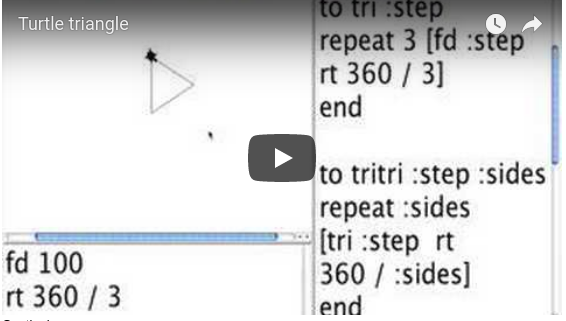 Turtle triangle
to tri :step
repeat 3 [fd :step
rt 360 / 3]
end
to tritri :step :sides
repeat :sides
[tri :step rt
360 / :sides]
end
fd 100
rt 360 / 3